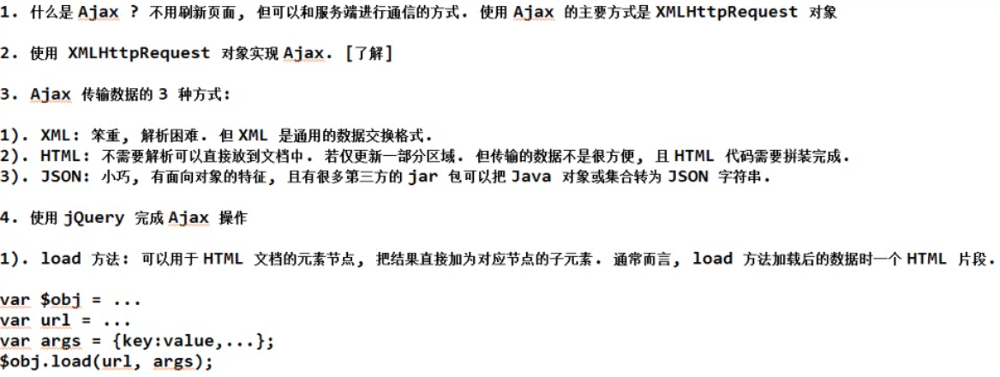 1. 什么是 Ajax ? 不用刷新页面, 但可以和服务端进行通信的方式. 使用 Ajax 的主要方式是 XMLHttpRequest 对象
2. 使用 XMLHttpRequest 对象实现 Ajax. [了解]
3. Ajax 传输数据的 3 种方式:
1). XML: 笨重, 解析困难. 但 XML 是通用的数据交换格式.
2). HTML: 不需要解析可以直接放到文档中. 若仅更新一部分区域. 但传输的数据不是很方便, 且 HTML 代码需要拼装完成.
3). JSON: 小巧, 有面向对象的特征, 且有很多第三方的 jar 包可以把 Java 对象或集合转为 JSON 字符串.
4. 使用 jQuery 完成 Ajax 操作
1). load 方法: 可以用于 HTML 文档的元素节点, 把结果直接加为对应节点的子元素. 通常而言, load 方法加载后的数据时一个 HTML 片段.
var $obj = ...
var url = ...
var args = {key:value,...};
$obj.load(url, args);